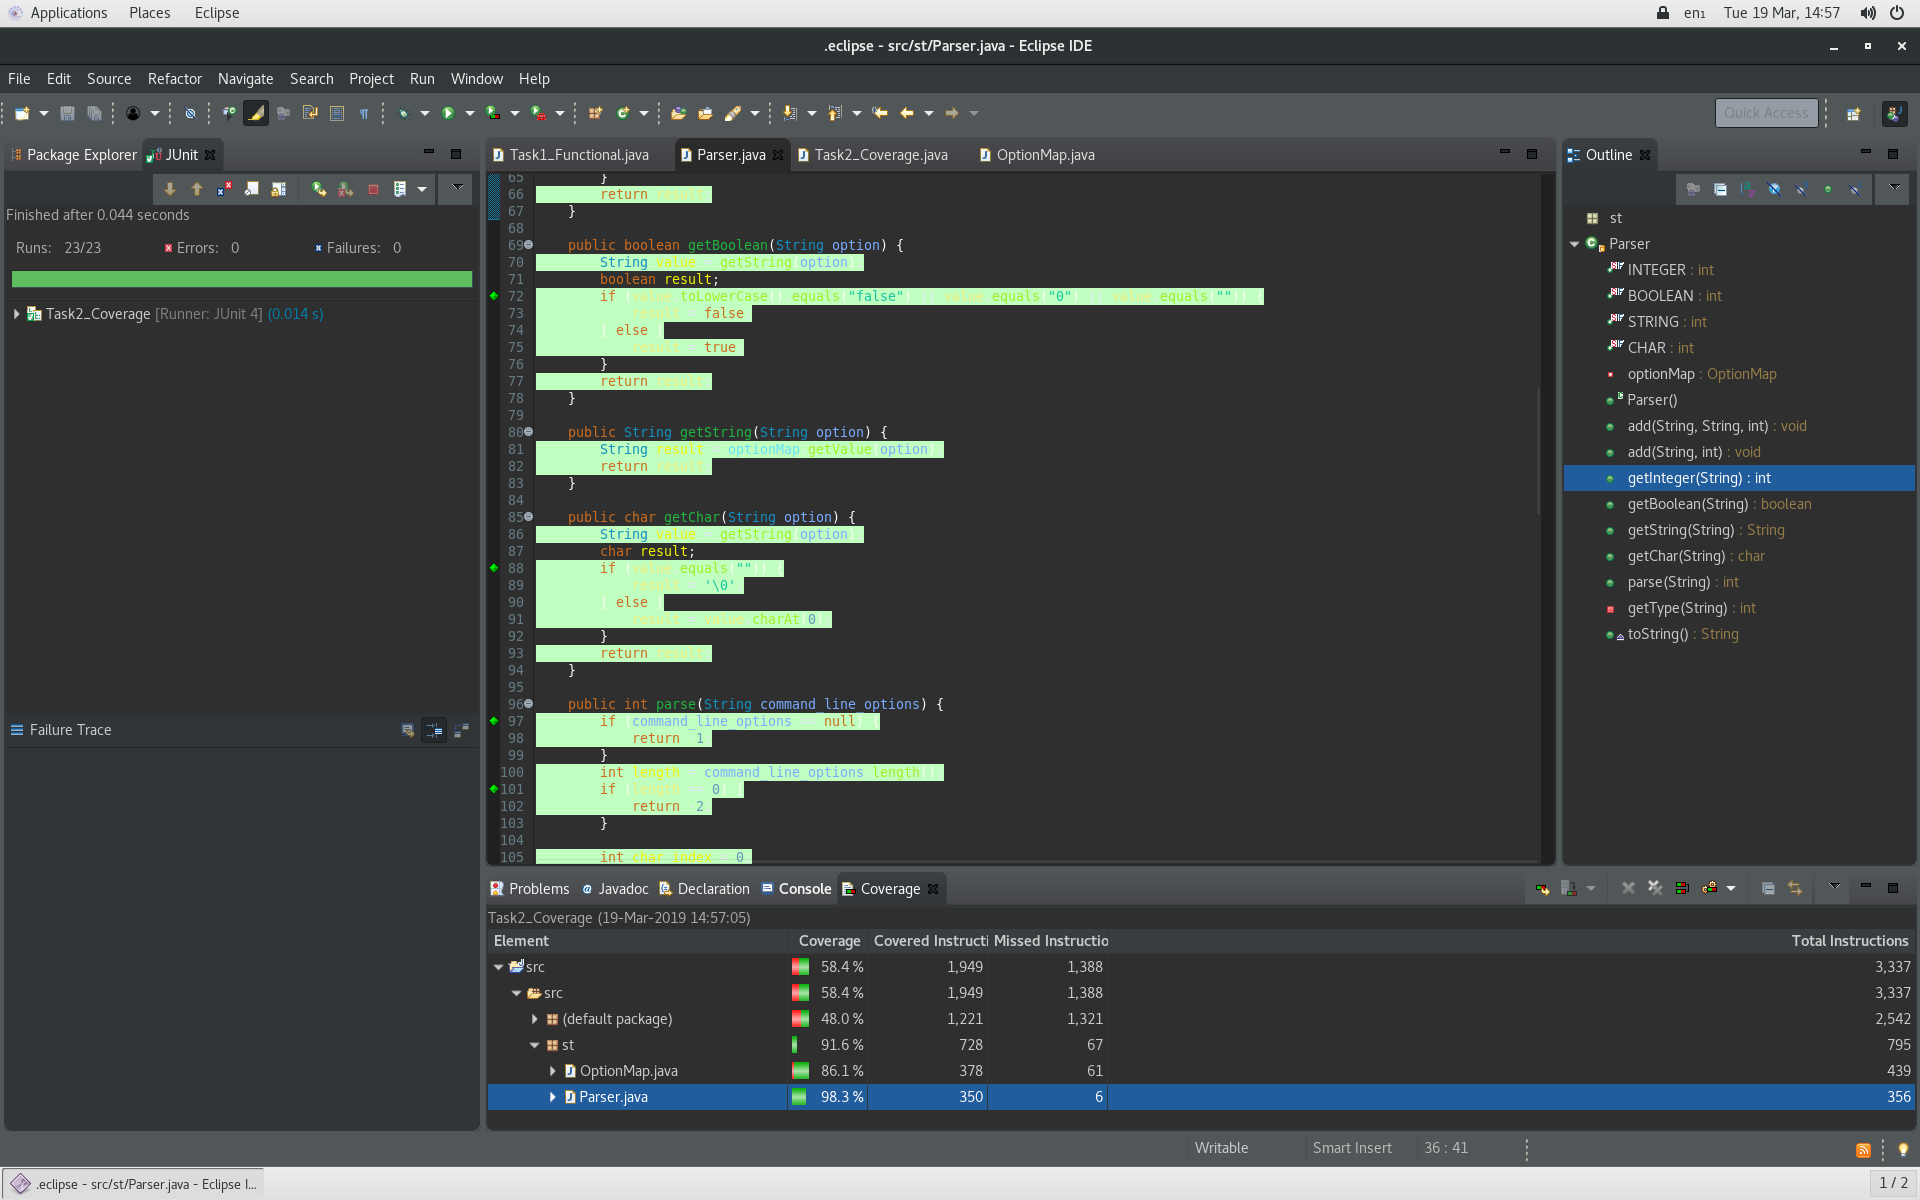 Applications Places Eclipse en1 Tue 19 Mar, 14:57
.eclipse - src/st/Parser.java - Eclipse IDE
File Edit Source Refactor Navigate Search Project Run Window Help
Quick Access
Package Explorer JUnit
Finished after 0.044 seconds
Runs: 23/23 Errors: 0 Failures: 0
Task2_Coverage [Runner: JUnit 4] (0.014 s)
Failure Trace
Task1_Functional.java Parser.java Task2_Coverage.java OptionMap.java
65 }
66 return
67 }
68
69 public boolean getBoolean(String option) {
70 String value getString option
71 boolean result;
72 if (value toLowerCase() equals("false") || value equals("0") || value equals("")) {
73 result = false
74 } else {
75 result = true
76 }
77 return
78 }
79
80 public String getString(String option) {
81 String result optionMap getValue(option)
82 return
83 }
84
85 public char getChar(String option) {
86 String value getString option
87 char result;
88 if (value equals("")) {
89 result = '\0'
90 } else {
91 result = value charAt(0)
92 }
93 return
94 }
95
96 public int parse(String command_line_options) {
97 if (command_line_options == null) {
98 return 1
99 }
100 int length command_line_options length()
101 if (length == 0) {
102 return 2
103 }
104
105 int char_index 0
Outline
st
Parser
INTEGER : int
BOOLEAN : int
STRING : int
CHAR : int
optionMap : OptionMap
Parser()
add(String, String, int) : void
add(String, int) : void
getInteger(String) : int
getBoolean(String) : boolean
getString(String) : String
getChar(String) : char
parse(String) : int
getType(String) : int
toString() : String
Problems Javadoc Declaration Console Coverage
Task2_Coverage (19-Mar-2019 14:57:05)
Element Coverage Covered Instructi Missed Instructio Total Instructions
src 58.4 % 1,949 1,388 3,337
src 58.4 % 1,949 1,388 3,337
(default package) 48.0 % 1,221 1,321 2,542
st 91.6 % 728 67 795
OptionMap.java 86.1 % 378 61 439
Parser.java 98.3 % 350 6 356
Writable Smart Insert 36 : 41
.eclipse - src/st/Parser.java - Eclipse I... 1 / 2